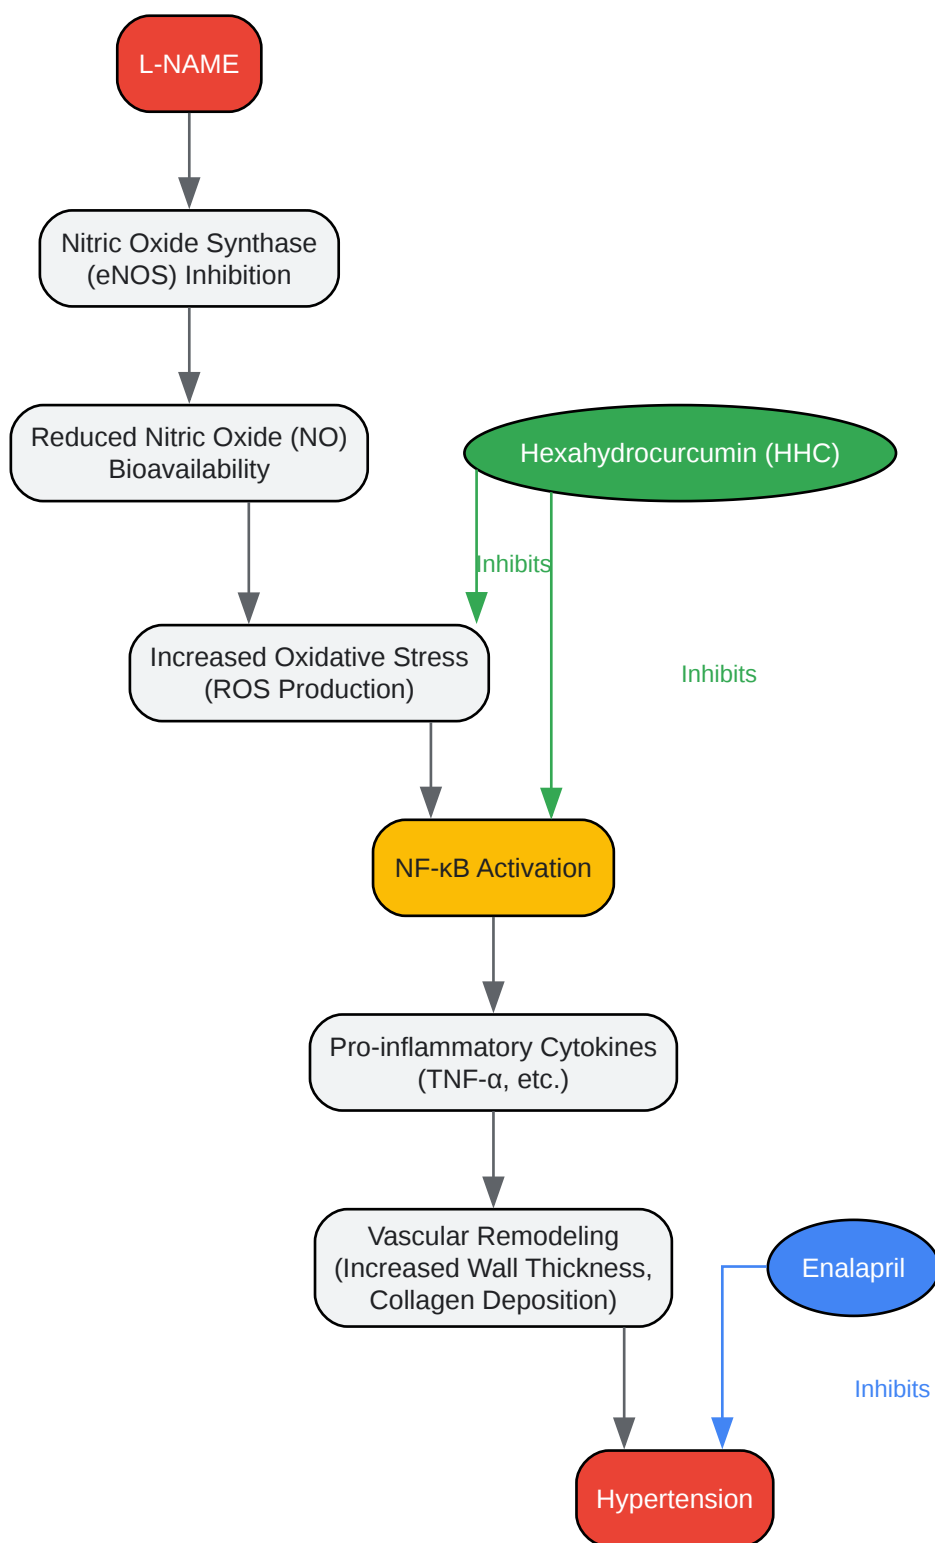 L-NAME
Nitric Oxide Synthase
(eNOS) Inhibition
Reduced Nitric Oxide (NO)
Bioavailability
Hexahydrocurcumin (HHC)
Inhibits
Increased Oxidative Stress
(ROS Production)
Inhibits
NF-κB Activation
Pro-inflammatory Cytokines
(TNF-α, etc.)
Vascular Remodeling
(Increased Wall Thickness,
Collagen Deposition)
Enalapril
Inhibits
Hypertension